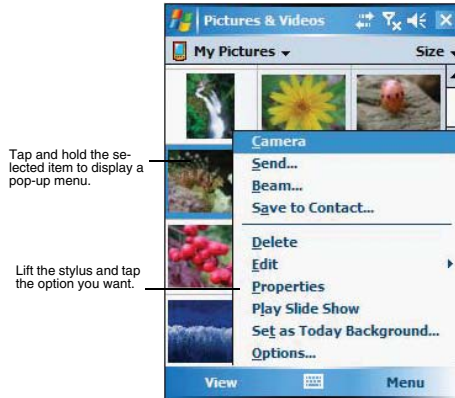 Pictures & Videos
My Pictures
Size
Tap and hold the se-
lected item to display a
pop-up menu.
Camera
Send...
Beam...
Save to Contact...
Delete
Edit
Lift the stylus and tap
the option you want.
Properties
Play Slide Show
Set as Today Background...
Options...
View
Menu